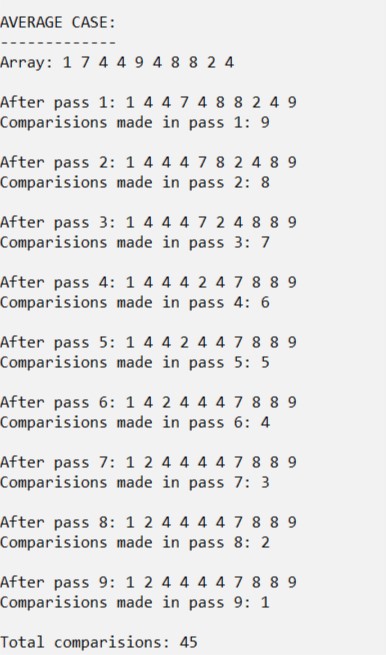 AVERAGE CASE:
-------------
Array: 1 7 4 4 9 4 8 8 2 4
After pass 1: 1 4 4 7 4 8 8 2 4 9
Comparisions made in pass 1: 9
After pass 2: 1 4 4 4 7 8 2 4 8 9
Comparisions made in pass 2: 8
After pass 3: 1 4 4 4 7 2 4 8 8 9
Comparisions made in pass 3: 7
After pass 4: 1 4 4 4 2 4 7 8 8 9
Comparisions made in pass 4: 6
After pass 5: 1 4 4 2 4 4 7 8 8 9
Comparisions made in pass 5: 5
After pass 6: 1 4 2 4 4 4 7 8 8 9
Comparisions made in pass 6: 4
After pass 7: 1 2 4 4 4 4 7 8 8 9
Comparisions made in pass 7: 3
After pass 8: 1 2 4 4 4 4 7 8 8 9
Comparisions made in pass 8: 2
After pass 9: 1 2 4 4 4 4 7 8 8 9
Comparisions made in pass 9: 1
Total comparisions: 45